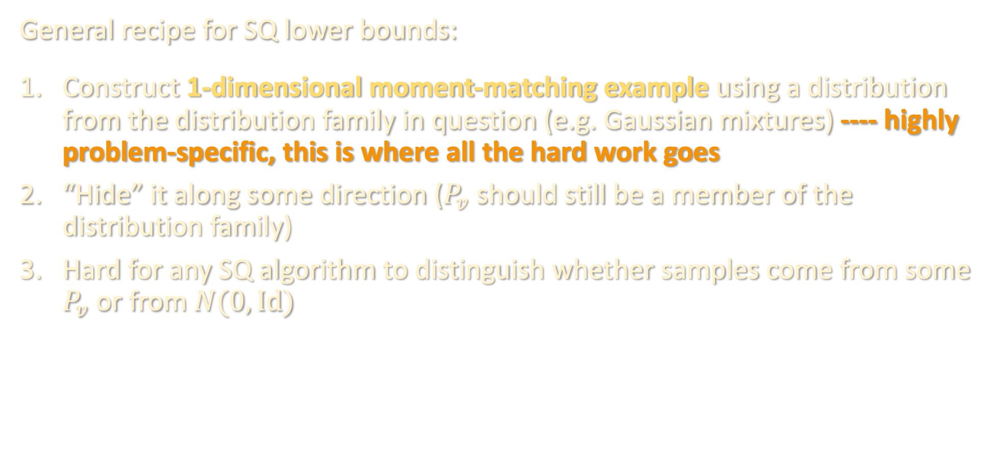 General recipe for SQ lower bounds:
1. Construct 1-dimensional moment-matching example using a distribution
from the distribution family in question (e.g. Gaussian mixtures) ---- highly
problem-specific, this is where all the hard work goes
2. “Hide” it along some direction (𝑃𝑣 should still be a member of the
distribution family)
3. Hard for any SQ algorithm to distinguish whether samples come from some
𝑃𝑣 or from 𝑁(0, Id)